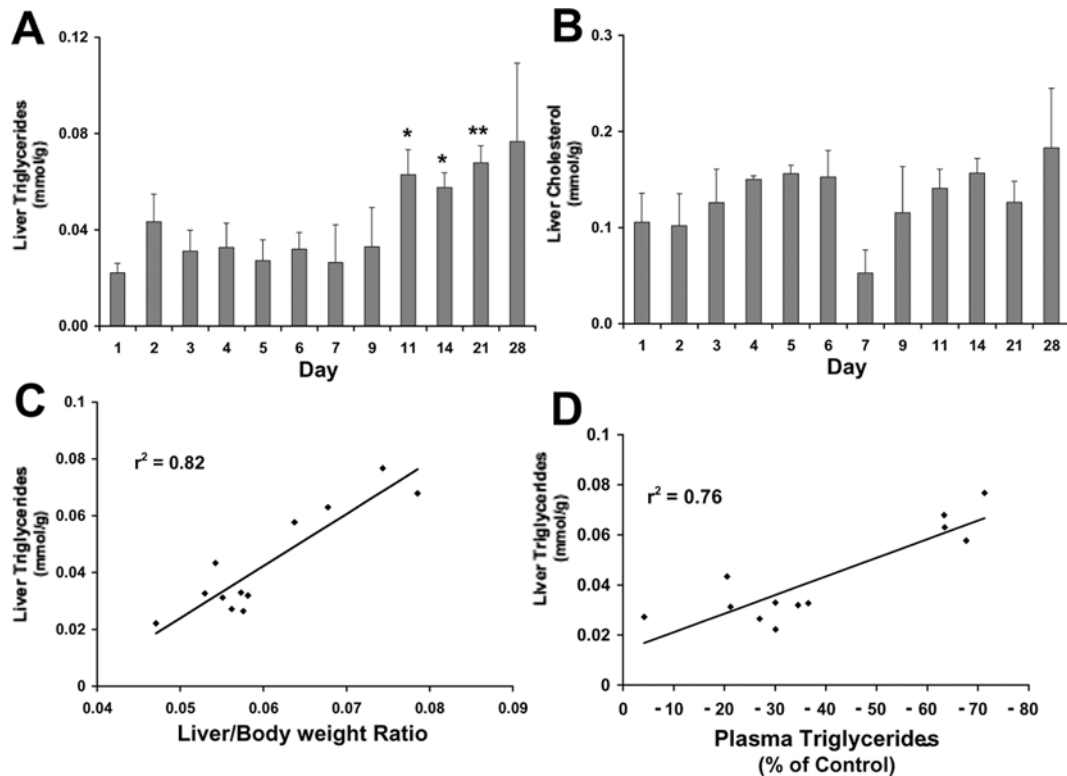 A
Liver Triglycerides
(mmol/g)
0.12
0.08
0.04
0.00
* * **
1 2 3 4 5 6 7 9 11 14 21 28
Day
B
Liver Cholesterol
(mmol/g)
0.3
0.2
0.1
0.0
1 2 3 4 5 6 7 9 11 14 21 28
Day
C
Liver Triglycerides
(mmol/g)
0.1
0.08
0.06
0.04
0.02
0
r² = 0.82
0.04 0.05 0.06 0.07 0.08 0.09
Liver/Body weight Ratio
D
Liver Triglycerides
(mmol/g)
0.1
0.08
0.06
0.04
0.02
0
r² = 0.76
0 - 10 - 20 - 30 - 40 - 50 - 60 - 70 - 80
Plasma Triglycerides
(% of Control)